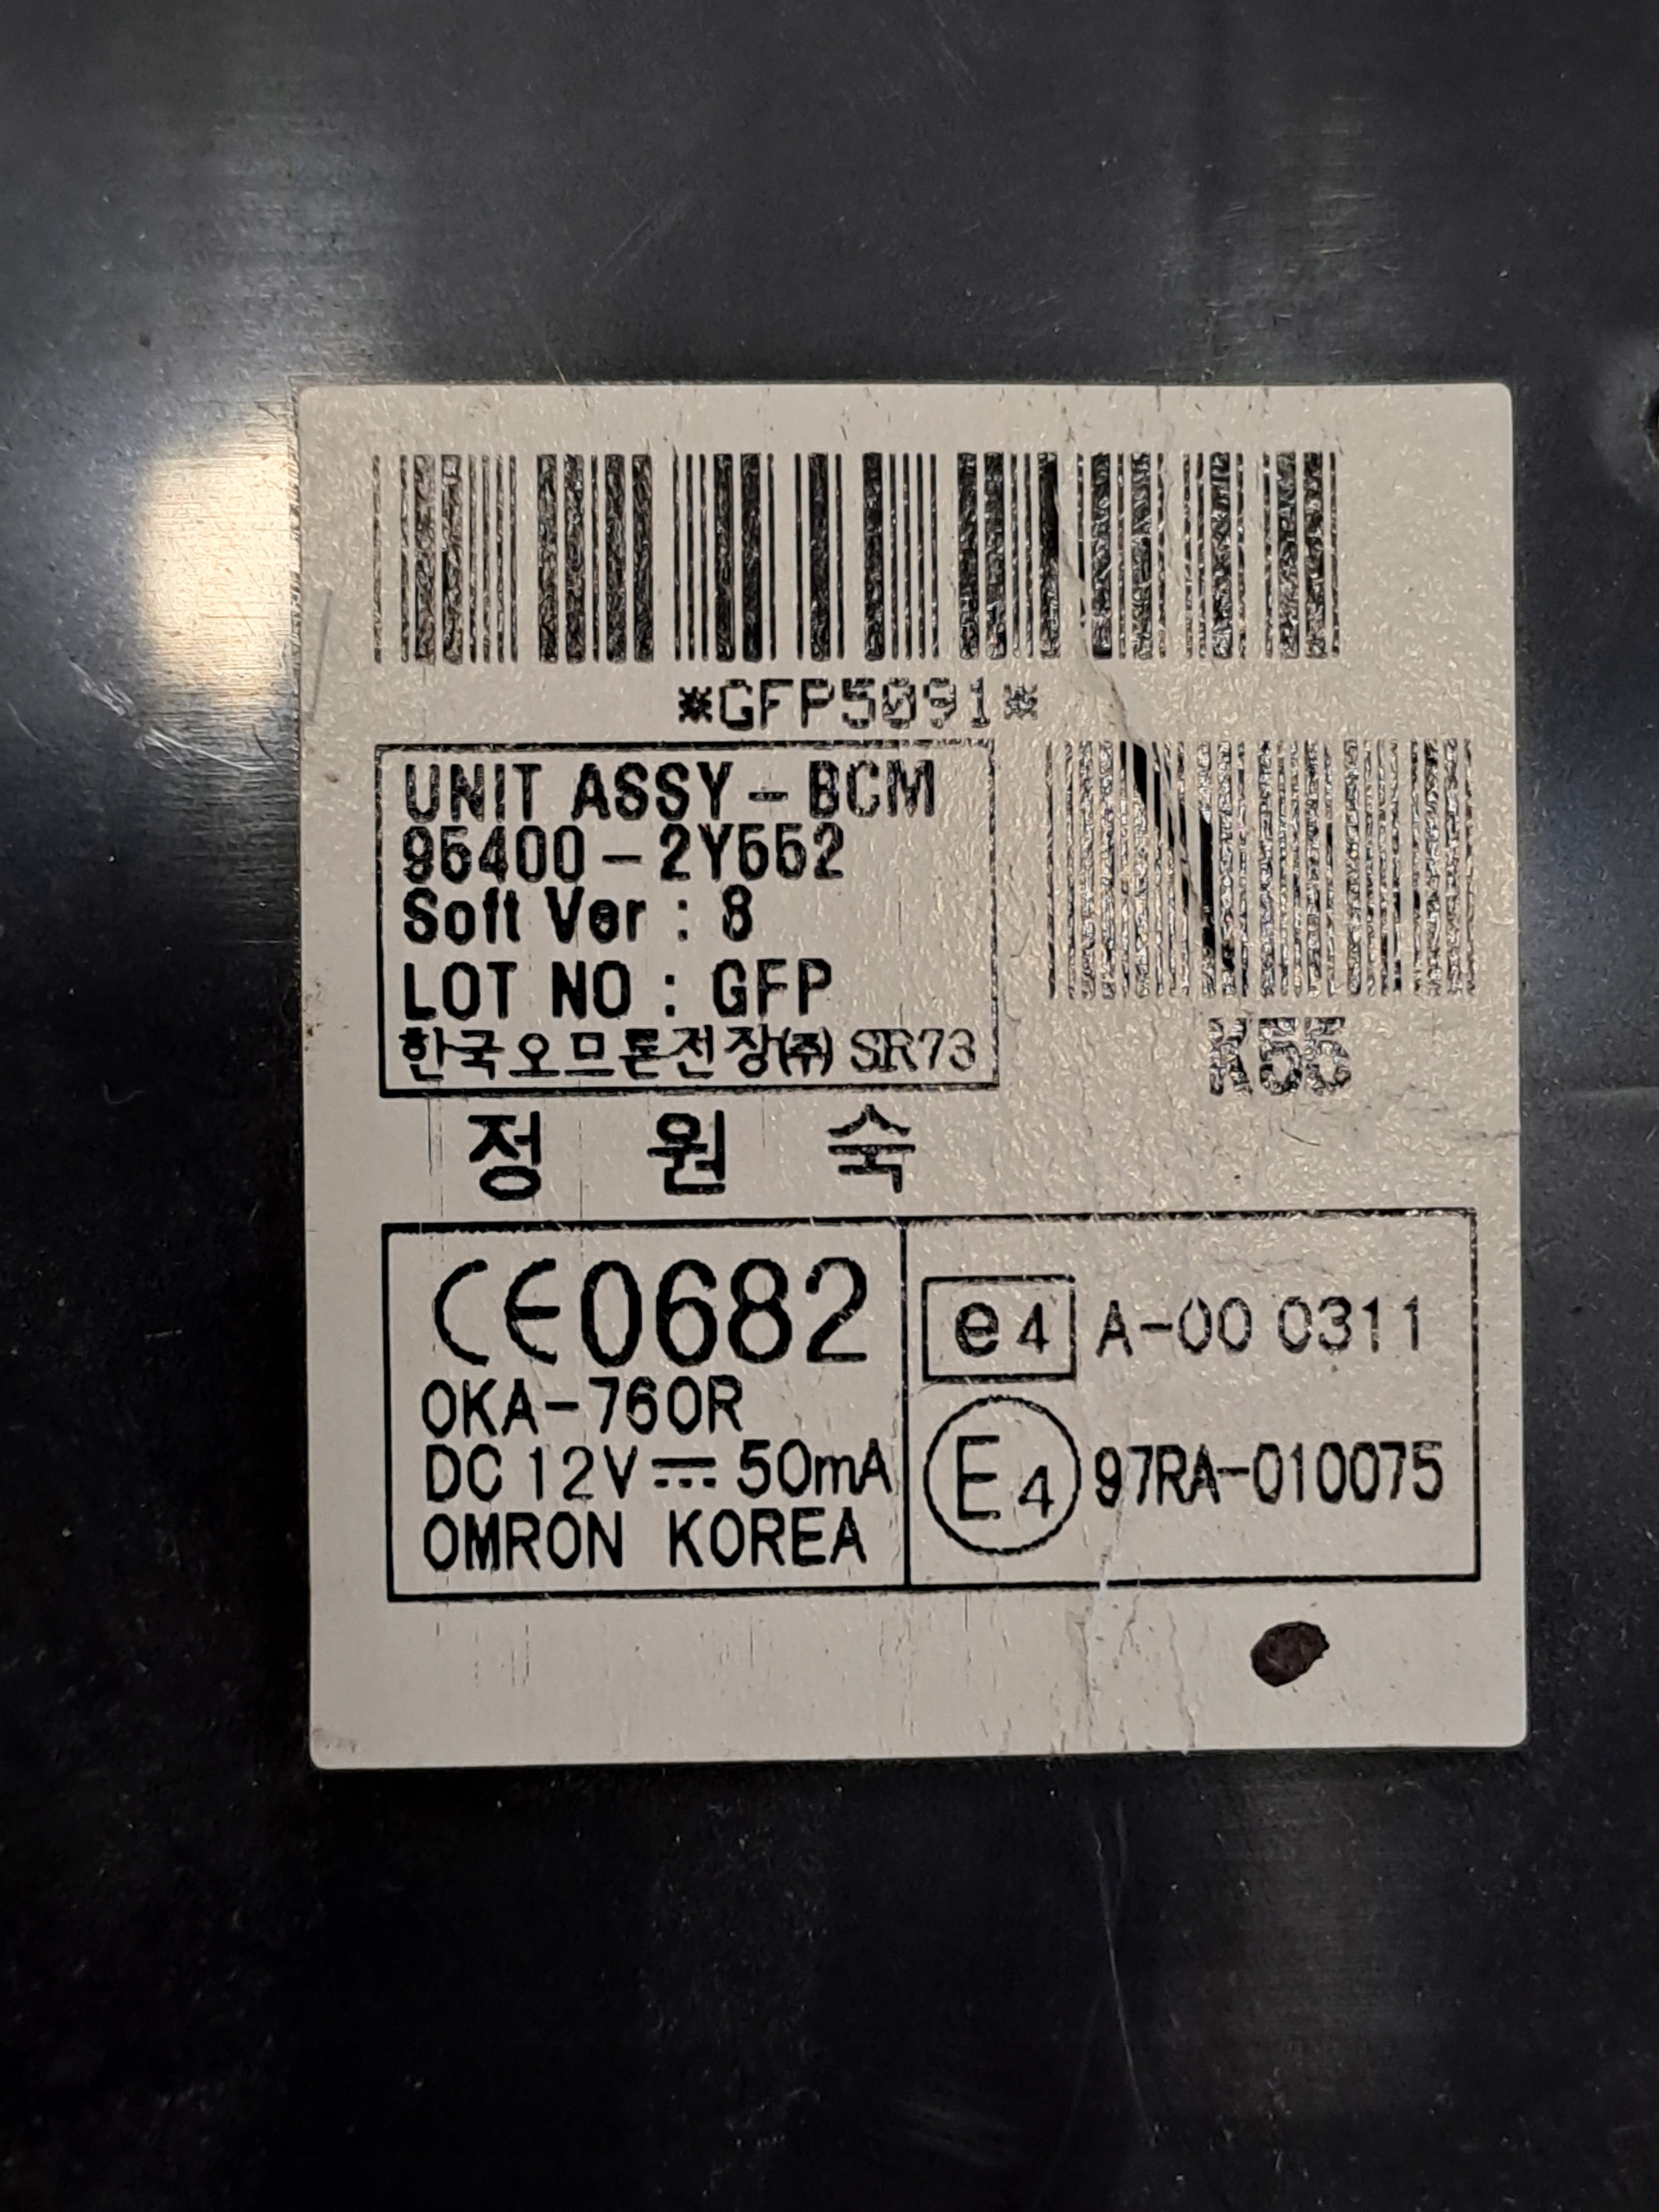 *GFP5091*
UNIT ASSY-BCM
95400-2Y552
Soft Ver : 8
LOT NO : GFP
한국오므론전장(주) SR73
K55
정 원 숙
CE0682
OKA-760R
DC 12V ⎓ 50mA
OMRON KOREA
e4 A-00 0311
E4 97RA-010075